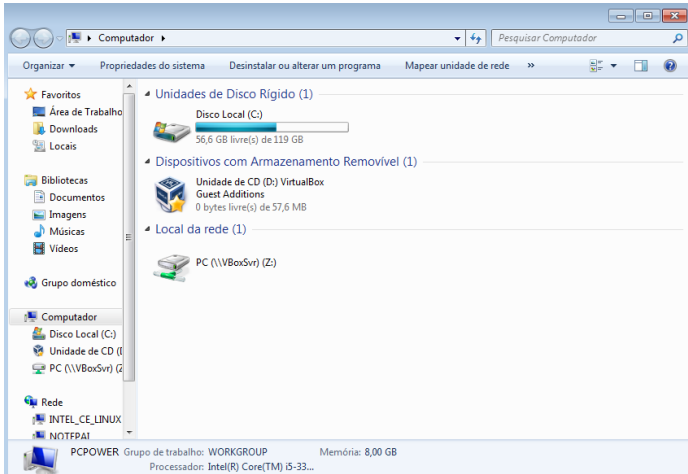 Computador
Pesquisar Computador
Organizar
Propriedades do sistema
Desinstalar ou alterar um programa
Mapear unidade de rede
»
Favoritos
Área de Trabalho
Downloads
Locais
Bibliotecas
Documentos
Imagens
Músicas
Vídeos
Grupo doméstico
Computador
Disco Local (C:)
Unidade de CD (D
PC (\\VBoxSvr) (Z
Rede
INTEL_CE_LINUX
NOTEPAI
Unidades de Disco Rígido (1)
Disco Local (C:)
56,6 GB livre(s) de 119 GB
Dispositivos com Armazenamento Removível (1)
Unidade de CD (D:) VirtualBox
Guest Additions
0 bytes livre(s) de 57,6 MB
Local da rede (1)
PC (\\VBoxSvr) (Z:)
PCPOWER Grupo de trabalho: WORKGROUP Memória: 8,00 GB
Processador: Intel(R) Core(TM) i5-33...